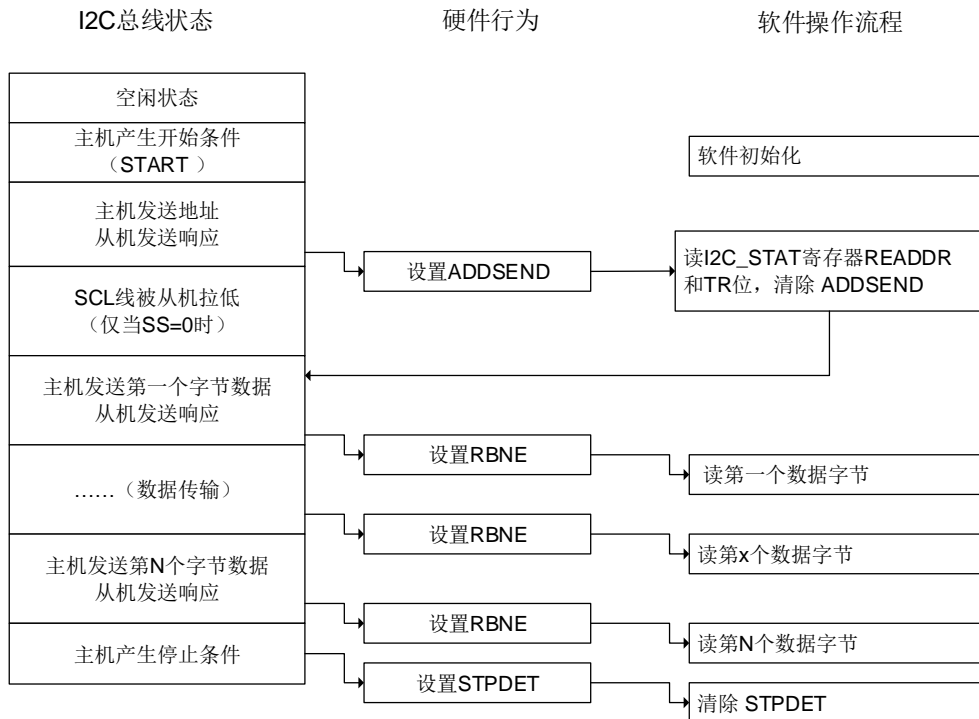 I2C总线状态
硬件行为
软件操作流程
空闲状态
主机产生开始条件
（START ）
软件初始化
主机发送地址
从机发送响应
设置ADDSEND
读I2C_STAT寄存器READDR
和TR位，清除 ADDSEND
SCL线被从机拉低
（仅当SS=0时）
主机发送第一个字节数据
从机发送响应
设置RBNE
读第一个数据字节
……（数据传输）
设置RBNE
读第x个数据字节
主机发送第N个字节数据
从机发送响应
设置RBNE
读第N个数据字节
主机产生停止条件
设置STPDET
清除 STPDET